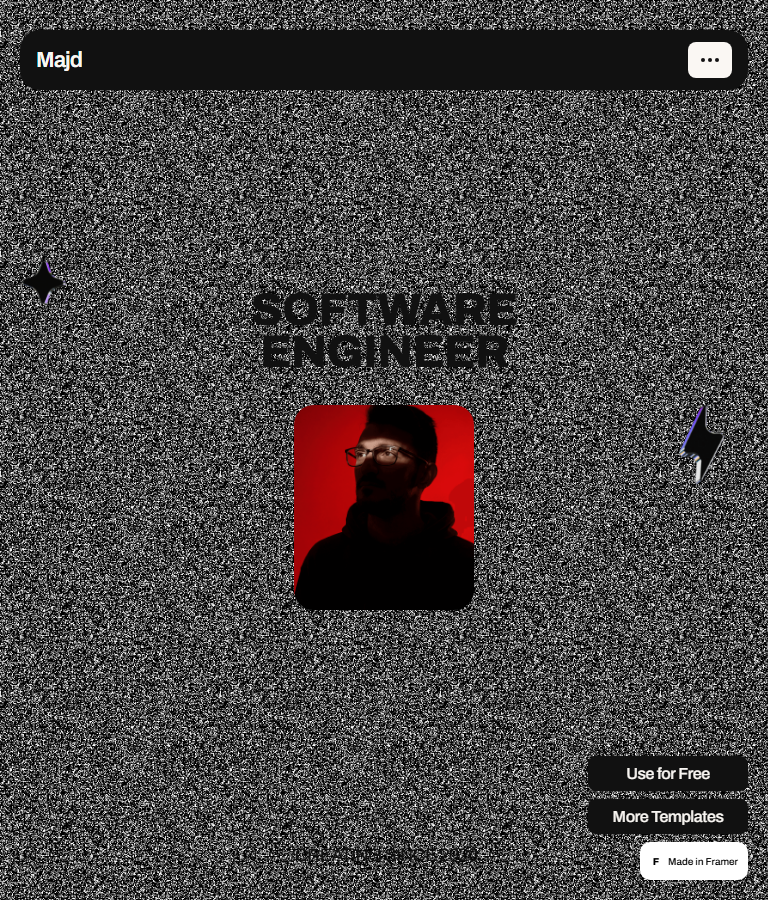 Majd
SOFTWARE
ENGINEER
Use for Free
More Templates
F Made in Framer